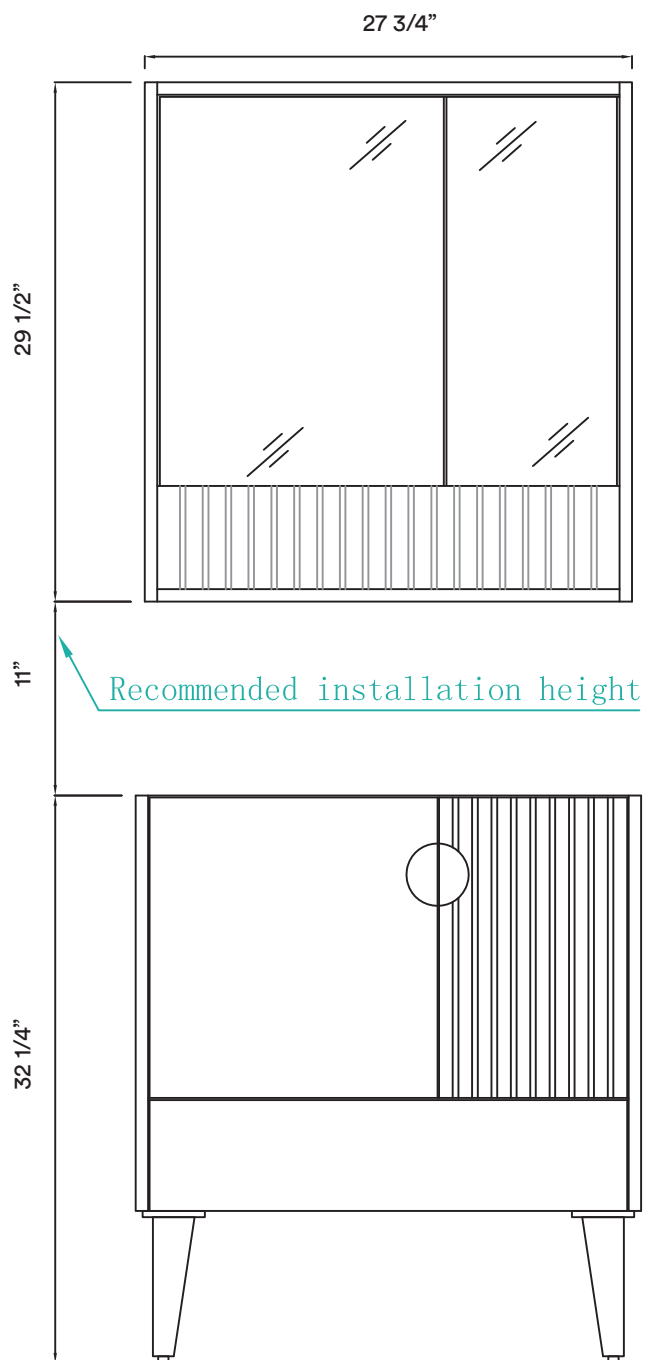 27 3/4”
29 1/2”
11”
Recommended installation height
32 1/4”